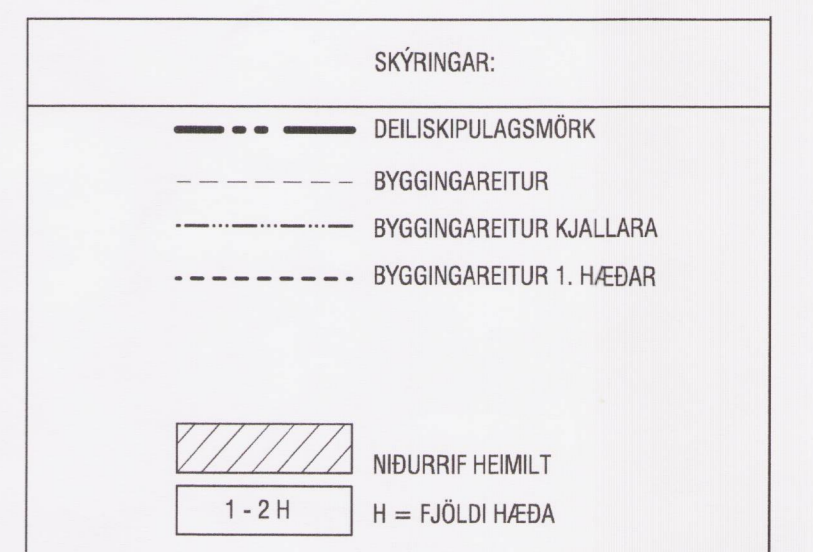 SKÝRINGAR:
DEILISKIPULAGSMÖRK
BYGGINGAREITUR
BYGGINGAREITUR KJALLARA
BYGGINGAREITUR 1. HÆÐAR
NIÐURRIF HEIMILT
1 - 2 H H = FJÖLDI HÆÐA